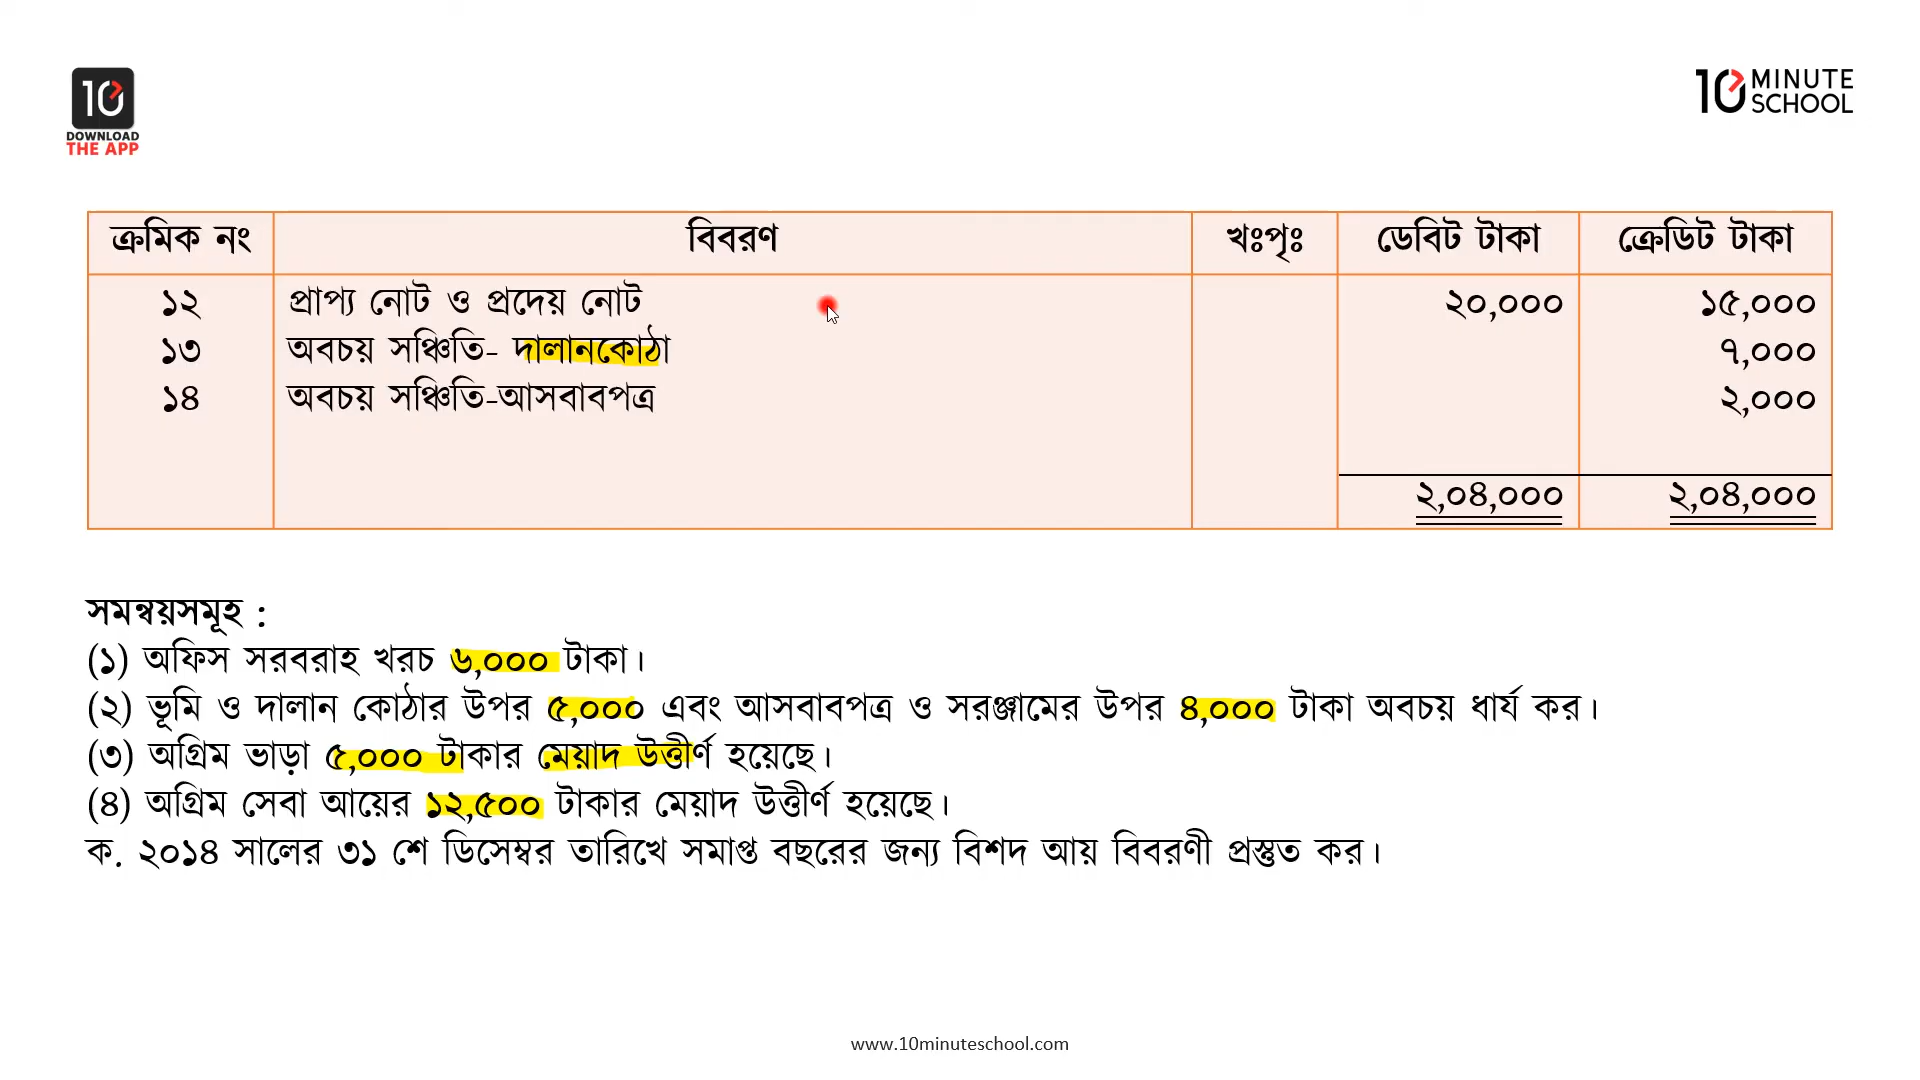 10
DOWNLOAD
THE APP
10 MINUTE
SCHOOL
ক্রমিক নং বিবরণ খঃপৃঃ ডেবিট টাকা ক্রেডিট টাকা
১২ প্রাপ্য নোট ও প্রদেয় নোট ২০,০০০ ১৫,০০০
১৩ অবচয় সঞ্চিতি- দালানকোঠা ৭,০০০
১৪ অবচয় সঞ্চিতি-আসবাবপত্র ২,০০০
২,০৪,০০০ ২,০৪,০০০
সমন্বয়সমূহ :
(১) অফিস সরবরাহ খরচ ৬,০০০ টাকা।
(২) ভূমি ও দালান কোঠার উপর ৫,০০০ এবং আসবাবপত্র ও সরঞ্জামের উপর ৪,০০০ টাকা অবচয় ধার্য কর।
(৩) অগ্রিম ভাড়া ৫,০০০ টাকার মেয়াদ উত্তীর্ণ হয়েছে।
(৪) অগ্রিম সেবা আয়ের ১২,৫০০ টাকার মেয়াদ উত্তীর্ণ হয়েছে।
ক. ২০১৪ সালের ৩১ শে ডিসেম্বর তারিখে সমাপ্ত বছরের জন্য বিশদ আয় বিবরণী প্রস্তুত কর।
www.10minuteschool.com